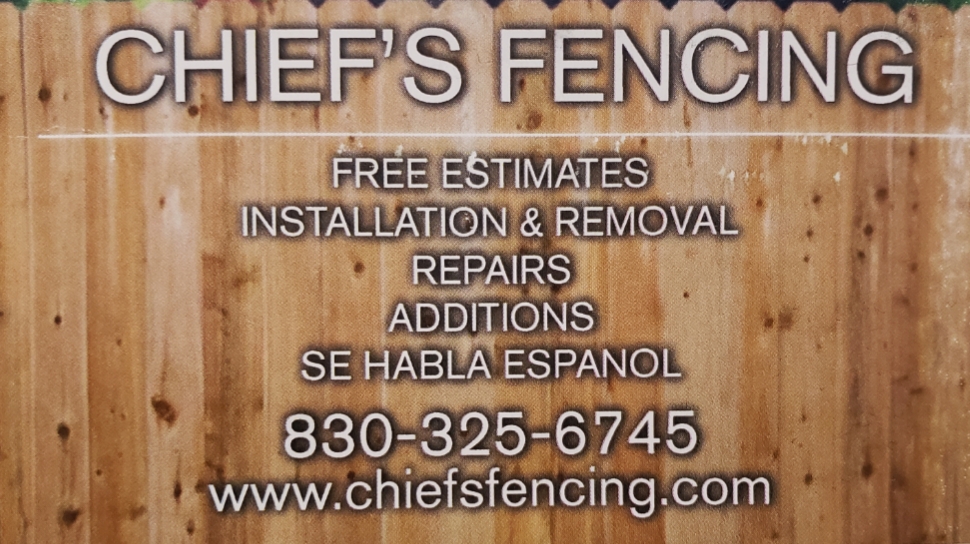 CHIEF'S FENCING
FREE ESTIMATES
INSTALLATION & REMOVAL
REPAIRS
ADDITIONS
SE HABLA ESPANOL
830-325-6745
www.chiefsfencing.com